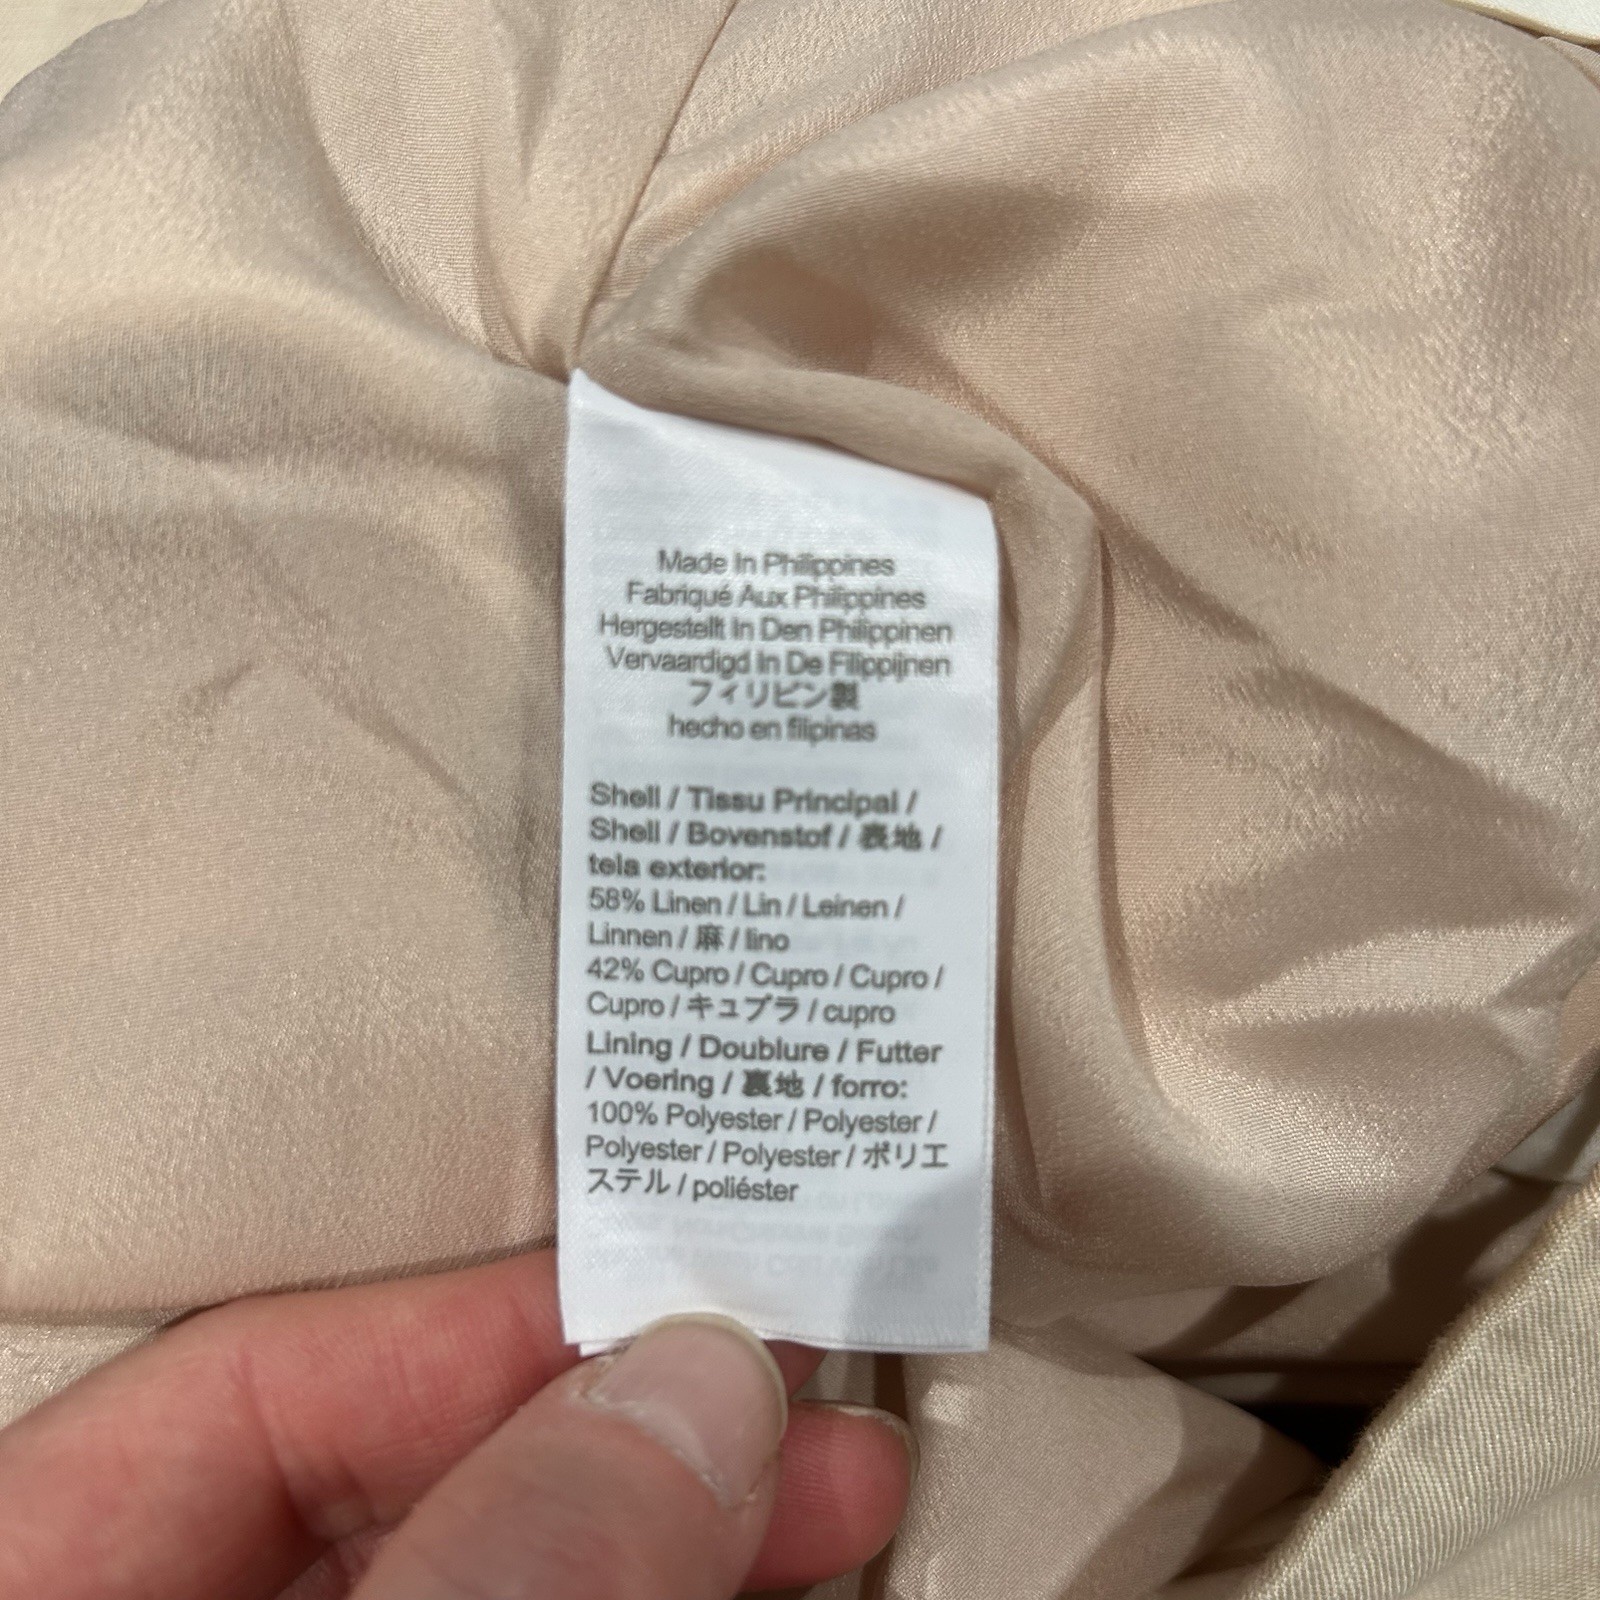 Made In Philippines
Fabriqué Aux Philippines
Hergestellt In Den Philippinen
Vervaardigd In De Filippijnen
フィリピン製
hecho en filipinas
Shell / Tissu Principal /
Shell / Bovenstof / 表地 /
tela exterior:
58% Linen / Lin / Leinen /
Linnen / 麻 / lino
42% Cupro / Cupro / Cupro /
Cupro / キュプラ / cupro
Lining / Doublure / Futter
/ Voering / 裏地 / forro:
100% Polyester / Polyester /
Polyester / Polyester / ポリエ
ステル / poliéster